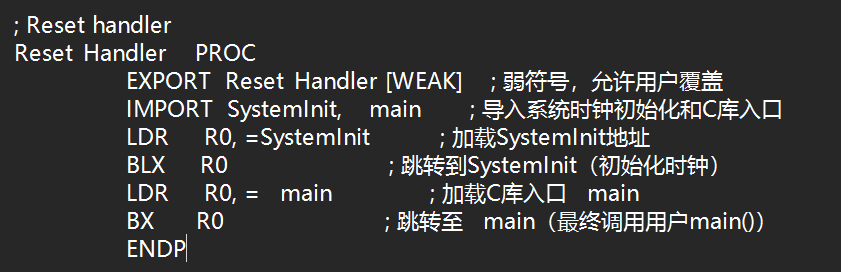 ; Reset handler
Reset Handler PROC
EXPORT Reset Handler [WEAK] ; 弱符号，允许用户覆盖
IMPORT SystemInit, main ; 导入系统时钟初始化和C库入口
LDR R0, =SystemInit ; 加载SystemInit地址
BLX R0 ; 跳转到SystemInit（初始化时钟）
LDR R0, = main ; 加载C库入口 main
BX R0 ; 跳转至 main（最终调用用户main()）
ENDP